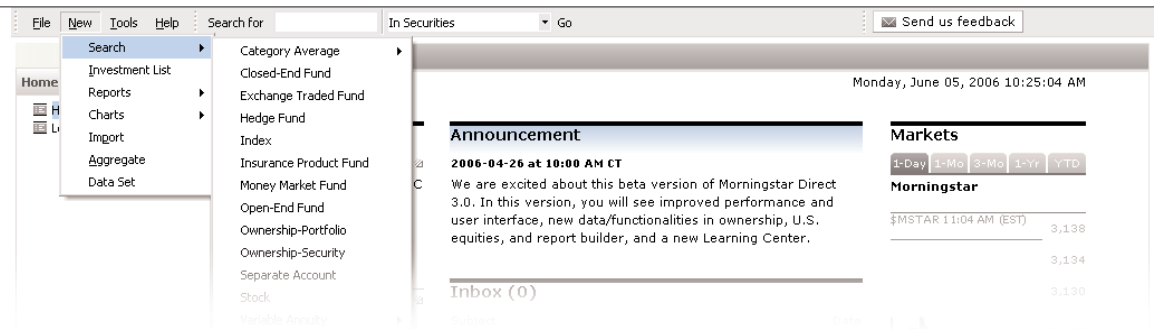 File New Tools Help Search for In Securities Go Send us feedback
Search
Investment List
Reports
Charts
Import
Aggregate
Data Set
Category Average
Closed-End Fund
Exchange Traded Fund
Hedge Fund
Index
Insurance Product Fund
Money Market Fund
Open-End Fund
Ownership-Portfolio
Ownership-Security
Separate Account
Stock
Variable Annuity
Home
Monday, June 05, 2006 10:25:04 AM
Announcement
2006-04-26 at 10:00 AM CT
We are excited about this beta version of Morningstar Direct
3.0. In this version, you will see improved performance and
user interface, new data/functionalities in ownership, U.S.
equities, and report builder, and a new Learning Center.
Inbox (0)
Markets
1-Day 1-Mo 3-Mo 1-Yr YTD
Morningstar
$MSTAR 11:04 AM (EST)
3,138
3,134
3,130